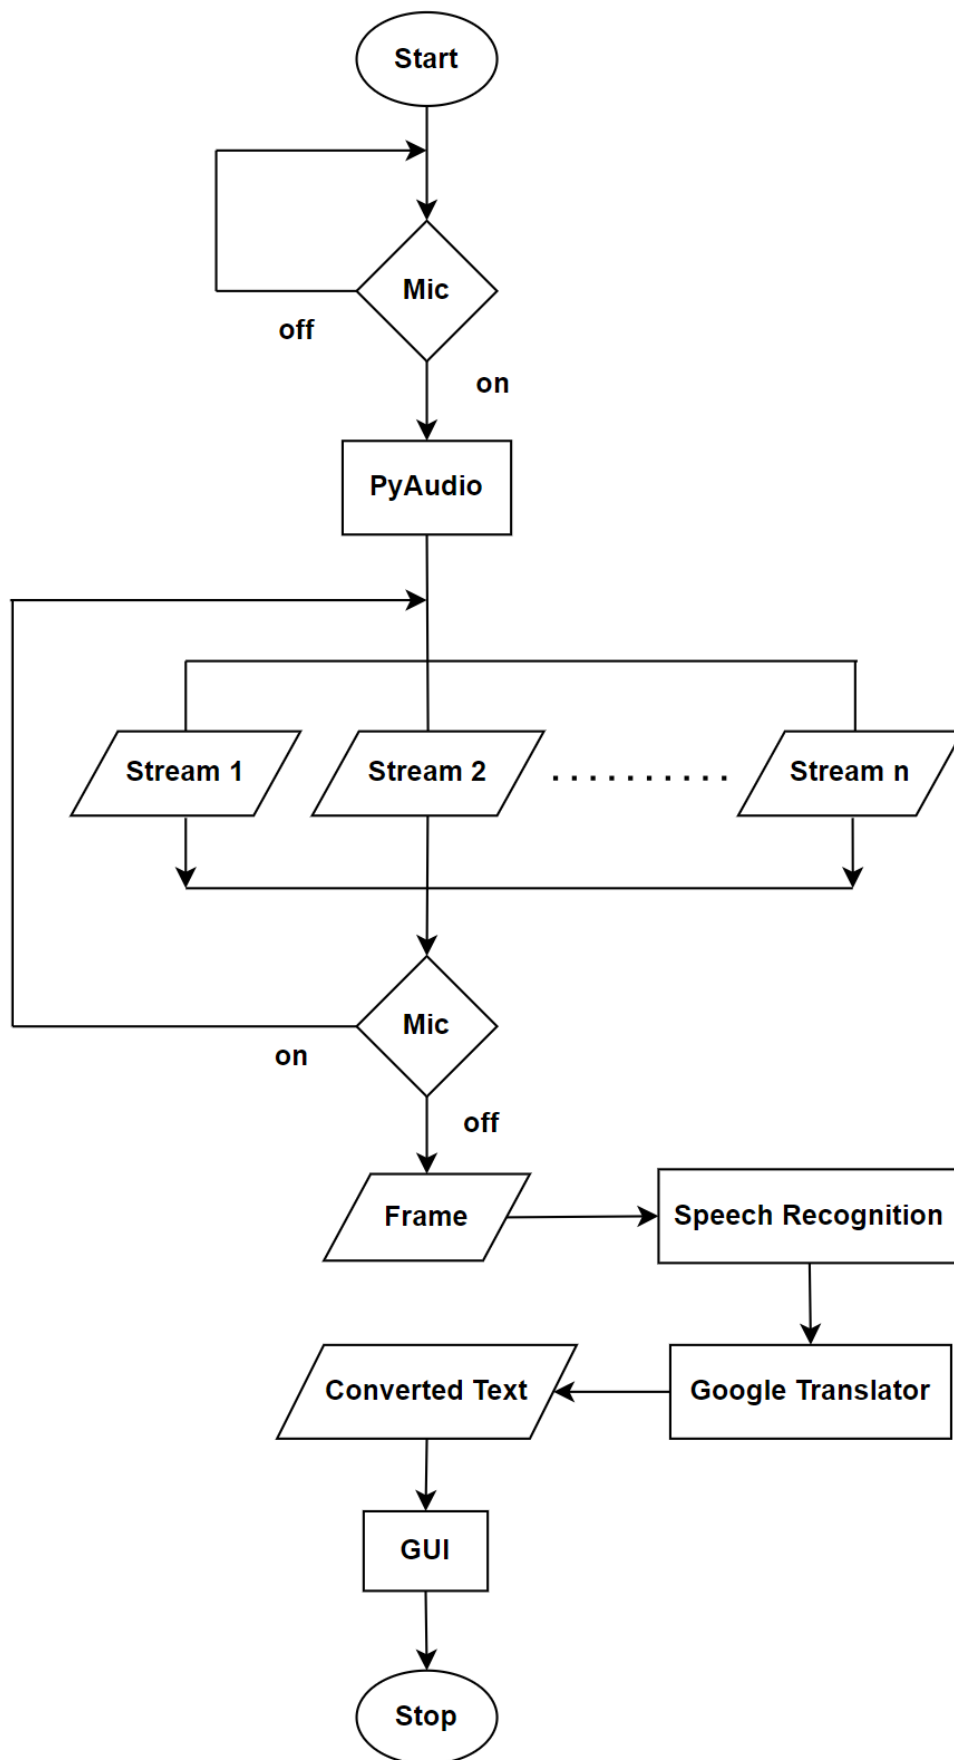 Start
Mic
off
on
PyAudio
Stream 1
Stream 2
..........
Stream n
Mic
on
off
Frame
Speech Recognition
Converted Text
Google Translator
GUI
Stop